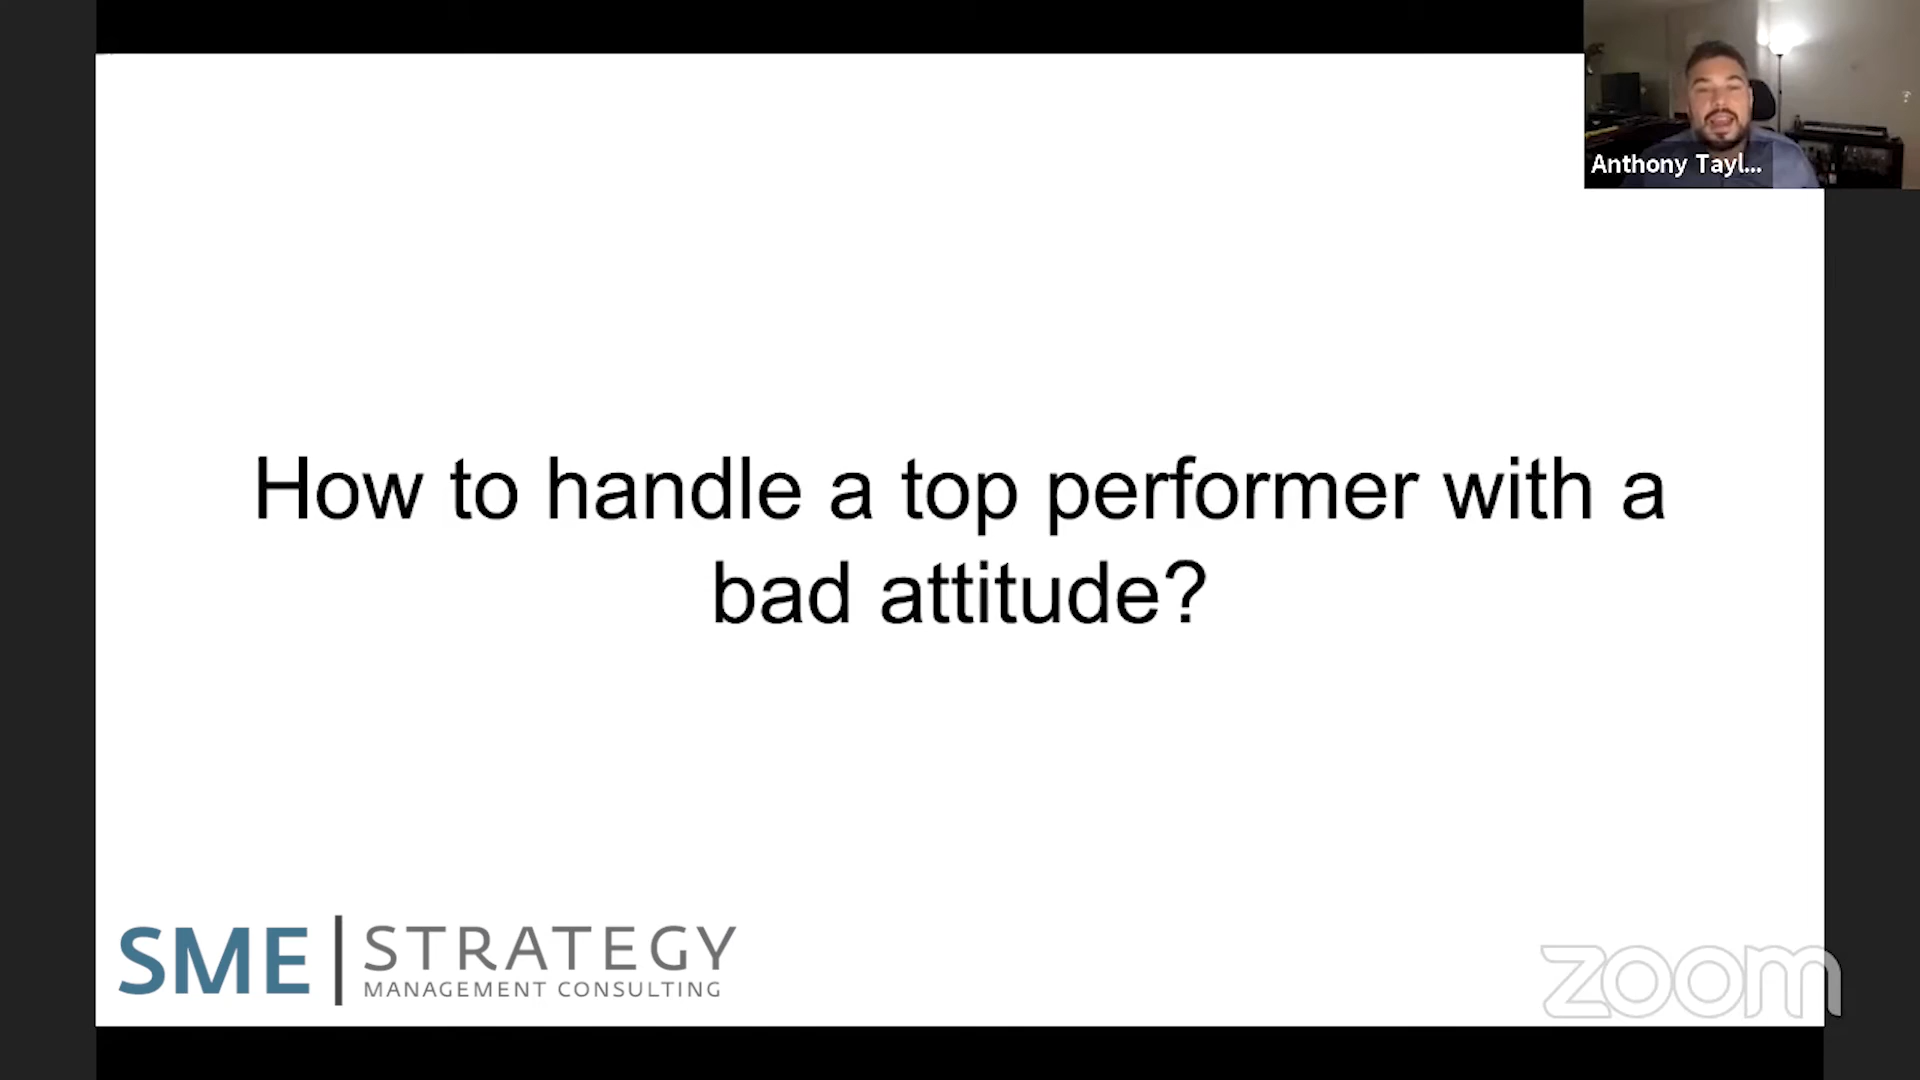 Anthony Tayl...
How to handle a top performer with a
bad attitude?
SME | STRATEGY
MANAGEMENT CONSULTING
zoom